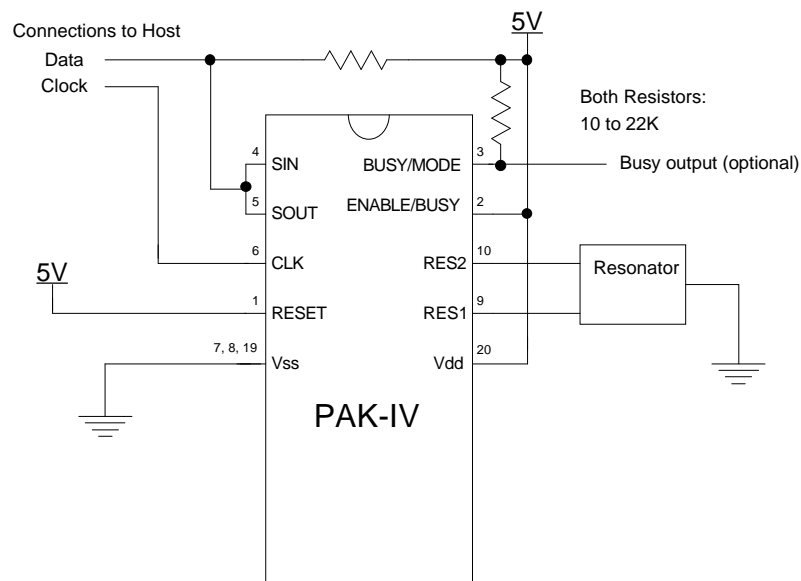 5V
Connections to Host
Data
Clock
Both Resistors:
10 to 22K
4
SIN
BUSY/MODE
3
Busy output (optional)
5
SOUT
ENABLE/BUSY
2
6
CLK
RES2
10
Resonator
5V
1
RESET
RES1
9
7, 8, 19
Vss
Vdd
20
PAK-IV